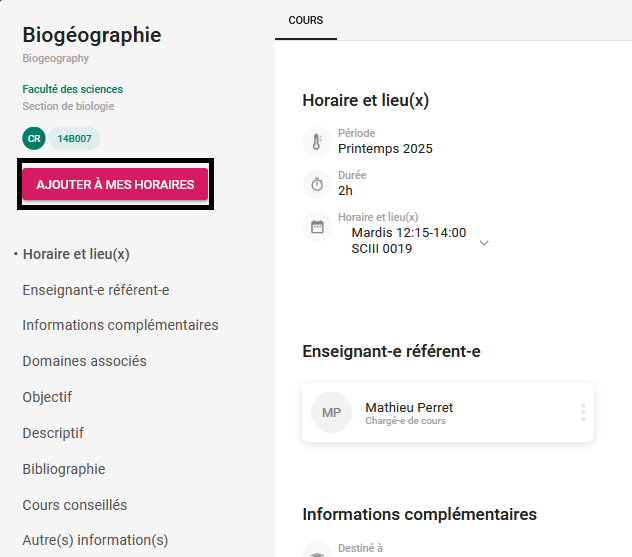 Biogéographie
Biogeography
Faculté des sciences
Section de biologie
CR 14B007
AJOUTER À MES HORAIRES
Horaire et lieu(x)
Enseignant-e référent-e
Informations complémentaires
Domaines associés
Objectif
Descriptif
Bibliographie
Cours conseillés
Autre(s) information(s)
COURS
Horaire et lieu(x)
Période
Printemps 2025
Durée
2h
Horaire et lieu(x)
Mardis 12:15-14:00
SCIII 0019
Enseignant-e référent-e
MP
Mathieu Perret
Chargé-e de cours
Informations complémentaires
Destiné à